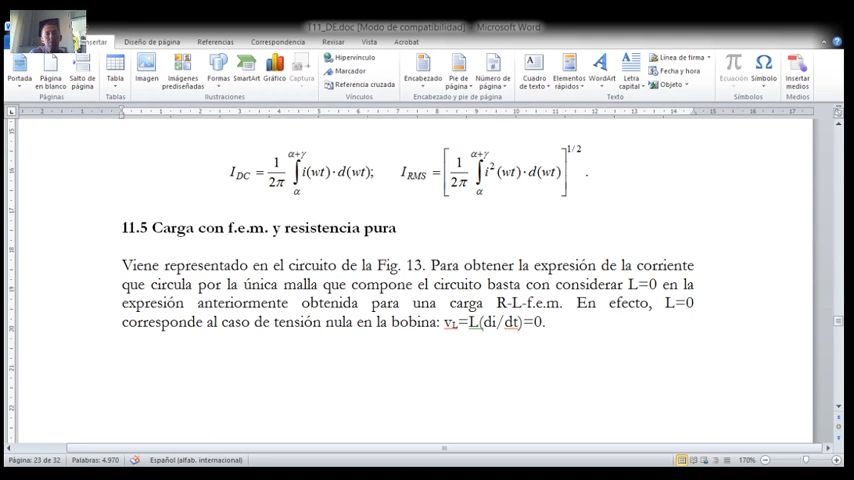 T11_DE.doc [Modo de compatibilidad] - Microsoft Word
Insertar Diseño de página Referencias Correspondencia Revisar Vista Acrobat
Portada
Página en blanco
Salto de página
Páginas
Tabla
Tablas
Imagen
Imágenes prediseñadas
Formas
SmartArt
Gráfico
Captura
Ilustraciones
Hipervínculo
Marcador
Referencia cruzada
Vínculos
Encabezado
Pie de página
Número de página
Encabezado y pie de página
Cuadro de texto
Elementos rápidos
WordArt
Letra capital
Línea de firma
Fecha y hora
Objeto
Texto
Ecuación
Símbolo
Símbolos
Insertar medios
Medios
I_DC = 1/2π ∫_α^{α+γ} i(wt)·d(wt); I_RMS = [1/2π ∫_α^{α+γ} i²(wt)·d(wt)]^{1/2}.
11.5 Carga con f.e.m. y resistencia pura
Viene representado en el circuito de la Fig. 13. Para obtener la expresión de la corriente
que circula por la única malla que compone el circuito basta con considerar L=0 en la
expresión anteriormente obtenida para una carga R-L-f.e.m. En efecto, L=0
corresponde al caso de tensión nula en la bobina: v_L=L(di/dt)=0.
Página: 23 de 32 Palabras: 4.970 Español (alfab. internacional) 170%